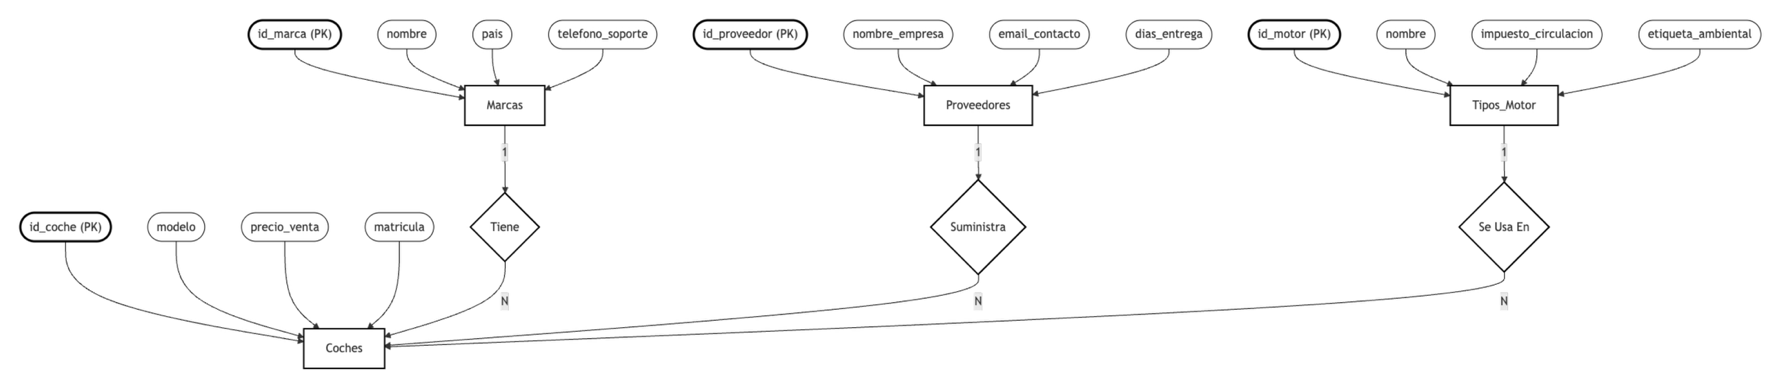 id_marca (PK)
nombre
pais
telefono_soporte
id_proveedor (PK)
nombre_empresa
email_contacto
dias_entrega
id_motor (PK)
nombre
impuesto_circulacion
etiqueta_ambiental
Marcas
Proveedores
Tipos_Motor
1
1
1
id_coche (PK)
modelo
precio_venta
matricula
Tiene
Suministra
Se Usa En
N
N
N
Coches